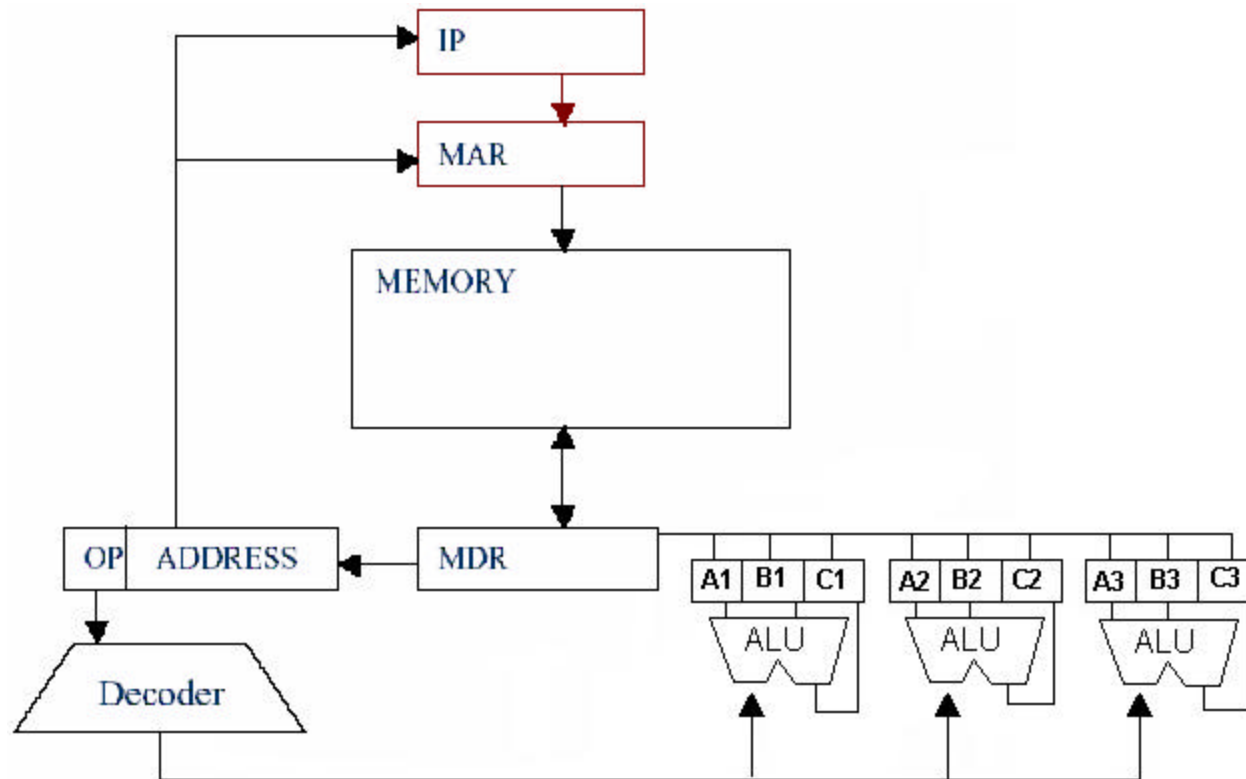 IP
MAR
MEMORY
OP ADDRESS
MDR
A1 B1 C1
A2 B2 C2
A3 B3 C3
ALU
ALU
ALU
Decoder